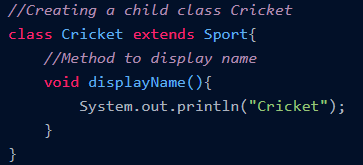 //Creating a child class Cricket
class Cricket extends Sport{
    //Method to display name
    void displayName(){
        System.out.println("Cricket");
    }
}